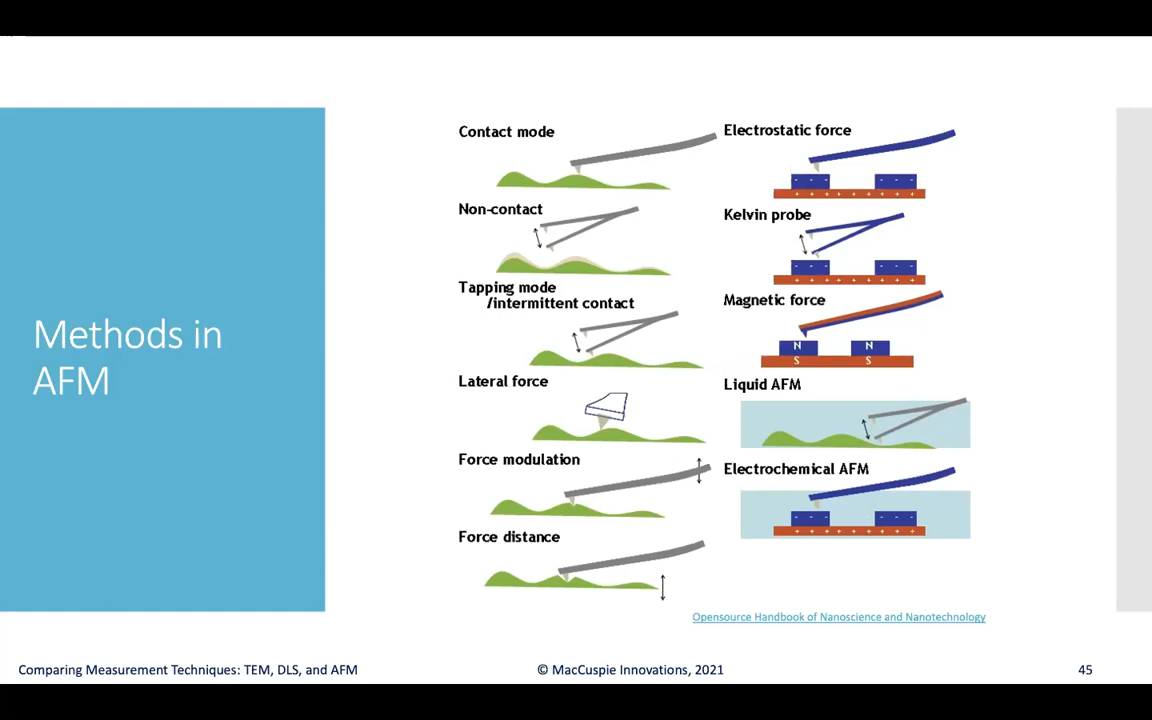 Methods in
AFM
Contact mode
Non-contact
Tapping mode
/intermittent contact
Lateral force
Force modulation
Force distance
Electrostatic force
- - -
- - -
+ + + + + + + + +
Kelvin probe
- - -
- - -
+ + + + + + + + +
Magnetic force
N N
S S
Liquid AFM
Electrochemical AFM
- - -
- - -
+ + + + + + + + +
Opensource Handbook of Nanoscience and Nanotechnology
Comparing Measurement Techniques: TEM, DLS, and AFM
© MacCuspie Innovations, 2021
45